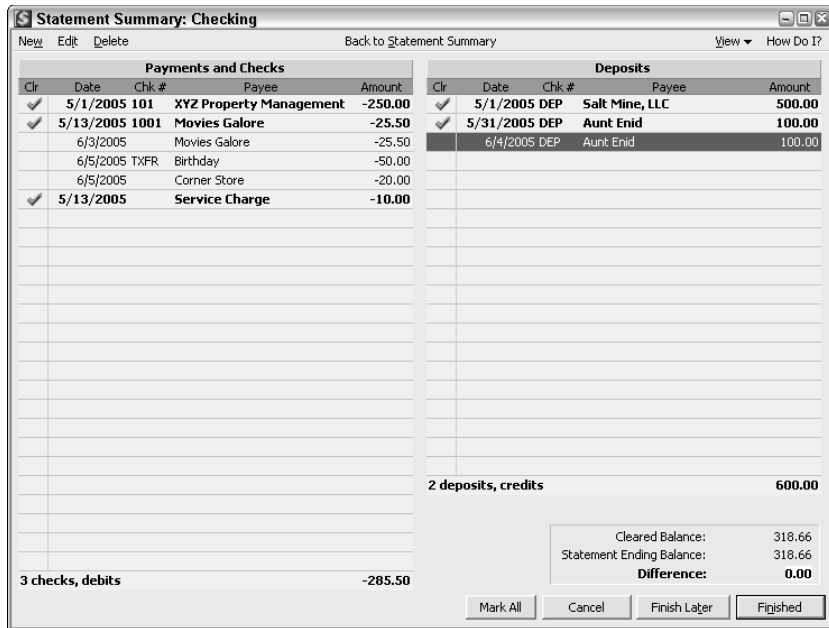 Statement Summary: Checking
New Edit Delete Back to Statement Summary View How Do I?
Payments and Checks
Clr Date Chk # Payee Amount
5/1/2005 101 XYZ Property Management -250.00
5/13/2005 1001 Movies Galore -25.50
6/3/2005 Movies Galore -25.50
6/5/2005 TXFR Birthday -50.00
6/5/2005 Corner Store -20.00
5/13/2005 Service Charge -10.00
3 checks, debits -285.50
Deposits
Clr Date Chk # Payee Amount
5/1/2005 DEP Salt Mine, LLC 500.00
5/31/2005 DEP Aunt Enid 100.00
6/4/2005 DEP Aunt Enid 100.00
2 deposits, credits 600.00
Cleared Balance: 318.66
Statement Ending Balance: 318.66
Difference: 0.00
Mark All Cancel Finish Later Finished